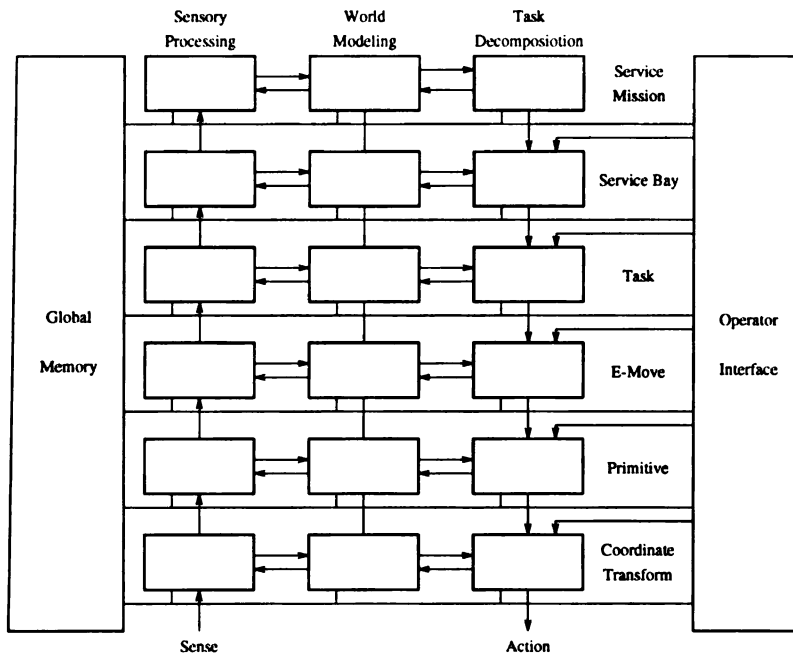 Sensory
Processing
World
Modeling
Task
Decomposiotion
Service
Mission
Service Bay
Task
Global
Memory
Operator
Interface
E-Move
Primitive
Coordinate
Transform
Sense
Action